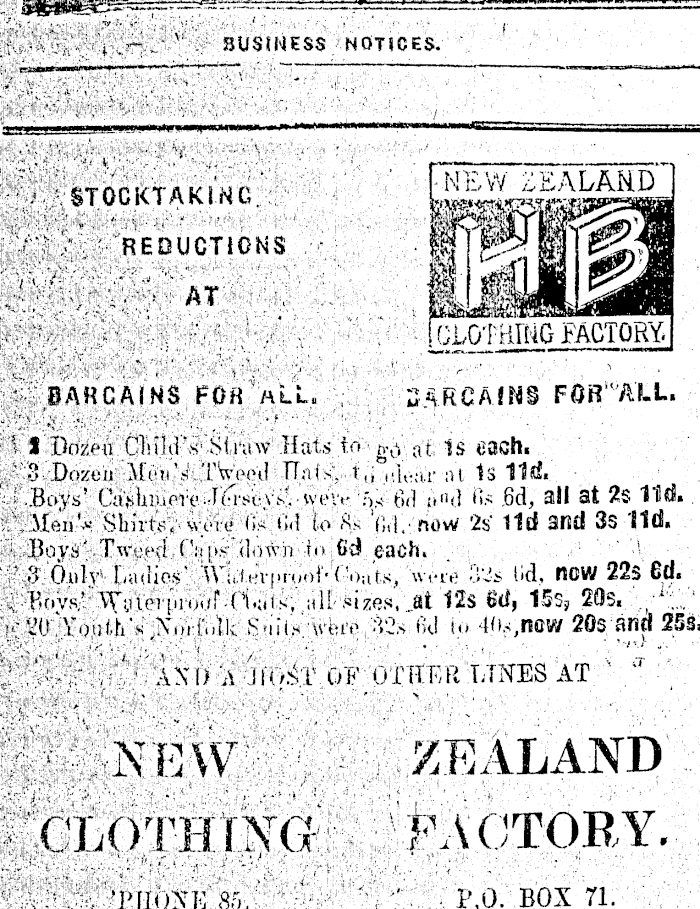 BUSINESS NOTICES.
STOCKTAKING
REDUCTIONS
AT
NEW ZEALAND
HB
CLOTHING FACTORY.
BARGAINS FOR ALL. BARGAINS FOR ALL.
2 Dozen Child's Straw Hats to go at 1s each.
3 Dozen Men's Tweed Hats, to clear at 1s 11d.
Boys' Cashmere Jerseys, were 5s 6d and 6s 6d, all at 2s 11d.
Men's Shirts, were 6s 6d to 8s 6d, now 2s 11d and 3s 11d.
Boys' Tweed Caps down to 6d each.
3 Only Ladies' Waterproof Coats, were 32s 6d, now 22s 6d.
Boys' Waterproof Coats, all sizes, at 12s 6d, 15s, 20s.
20 Youth's Norfolk Suits were 32s 6d to 40s, now 20s and 25s.
AND A HOST OF OTHER LINES AT
NEW ZEALAND
CLOTHING FACTORY.
'PHONE 85. P.O. BOX 71.